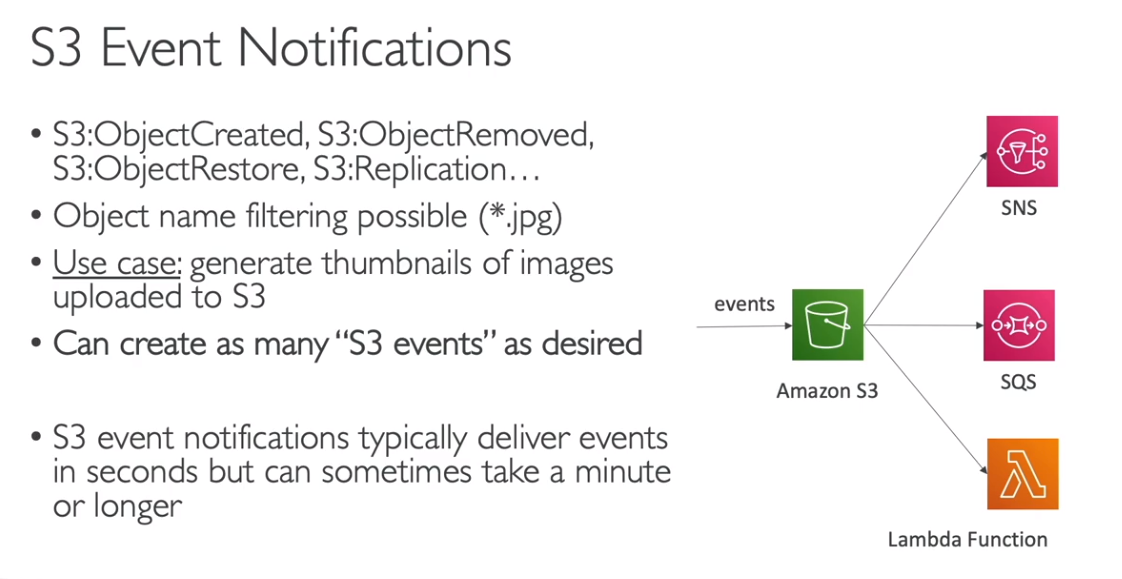 S3 Event Notifications
• S3:ObjectCreated, S3:ObjectRemoved,
S3:ObjectRestore, S3:Replication…
• Object name filtering possible (*.jpg)
• Use case: generate thumbnails of images
uploaded to S3
• Can create as many “S3 events” as desired
• S3 event notifications typically deliver events
in seconds but can sometimes take a minute
or longer
events
Amazon S3
SNS
SQS
Lambda Function